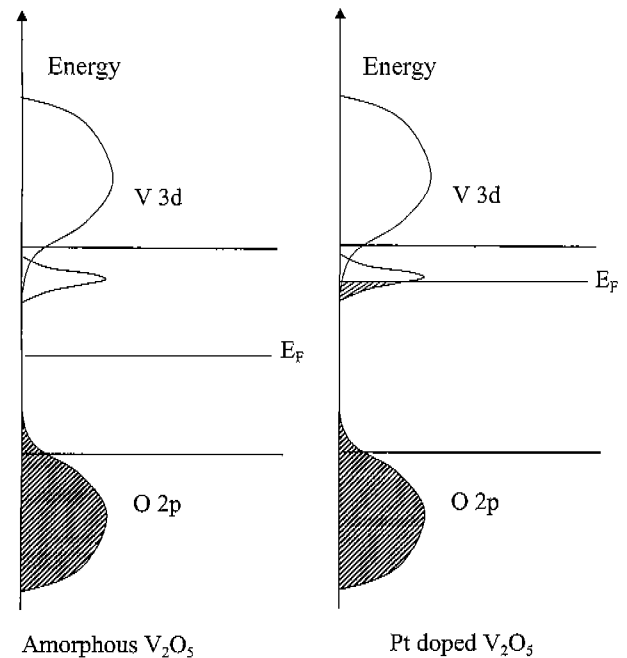 Energy
V 3d
E_F
O 2p
Amorphous V₂O₅
Energy
V 3d
E_F
O 2p
Pt doped V₂O₅